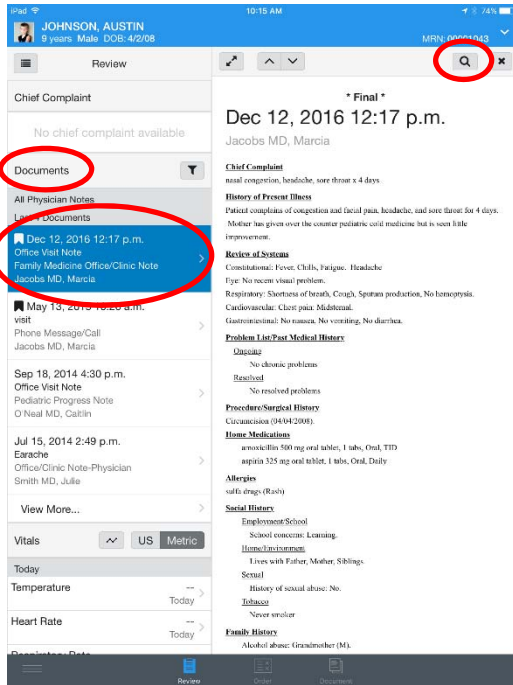 iPad
10:15 AM
74%
JOHNSON, AUSTIN
9 years Male DOB: 4/2/08
MRN: 00001043
Review
Chief Complaint
No chief complaint available
Documents
All Physician Notes
Last 4 Documents
Dec 12, 2016 12:17 p.m.
Office Visit Note
Family Medicine Office/Clinic Note
Jacobs MD, Marcia
May 13, 2015 10:20 a.m.
visit
Phone Message/Call
Jacobs MD, Marcia
Sep 18, 2014 4:30 p.m.
Office Visit Note
Pediatric Progress Note
O'Neal MD, Caitlin
Jul 15, 2014 2:49 p.m.
Earache
Office/Clinic Note-Physician
Smith MD, Julie
View More...
Vitals
US Metric
Today
Temperature
--
Today
Heart Rate
--
Today
Respiratory Rate
* Final *
Dec 12, 2016 12:17 p.m.
Jacobs MD, Marcia
Chief Complaint
nasal congestion, headache, sore throat x 4 days
History of Present Illness
Patient complains of congestion and facial pain, headache, and sore throat for 4 days.
Mother has given over the counter pediatric cold medicine but is seen little
improvement.
Review of Systems
Constitutional: Fever, Chills, Fatigue. Headache
Eye: No recent visual problem.
Respiratory: Shortness of breath, Cough, Sputum production, No hemoptysis.
Cardiovascular: Chest pain: Midsternal.
Gastrointestinal: No nausea, No vomiting, No diarrhea.
Problem List/Past Medical History
Ongoing
No chronic problems
Resolved
No resolved problems
Procedure/Surgical History
Circumcision (04/04/2008).
Home Medications
amoxicillin 500 mg oral tablet, 1 tabs, Oral, TID
aspirin 325 mg oral tablet, 1 tabs, Oral, Daily
Allergies
sulfa drugs (Rash)
Social History
Employment/School
School concerns: Learning.
Home/Environment
Lives with Father, Mother, Siblings.
Sexual
History of sexual abuse: No.
Tobacco
Never smoker
Family History
Alcohol abuse: Grandmother (M).
Review
Order
Document